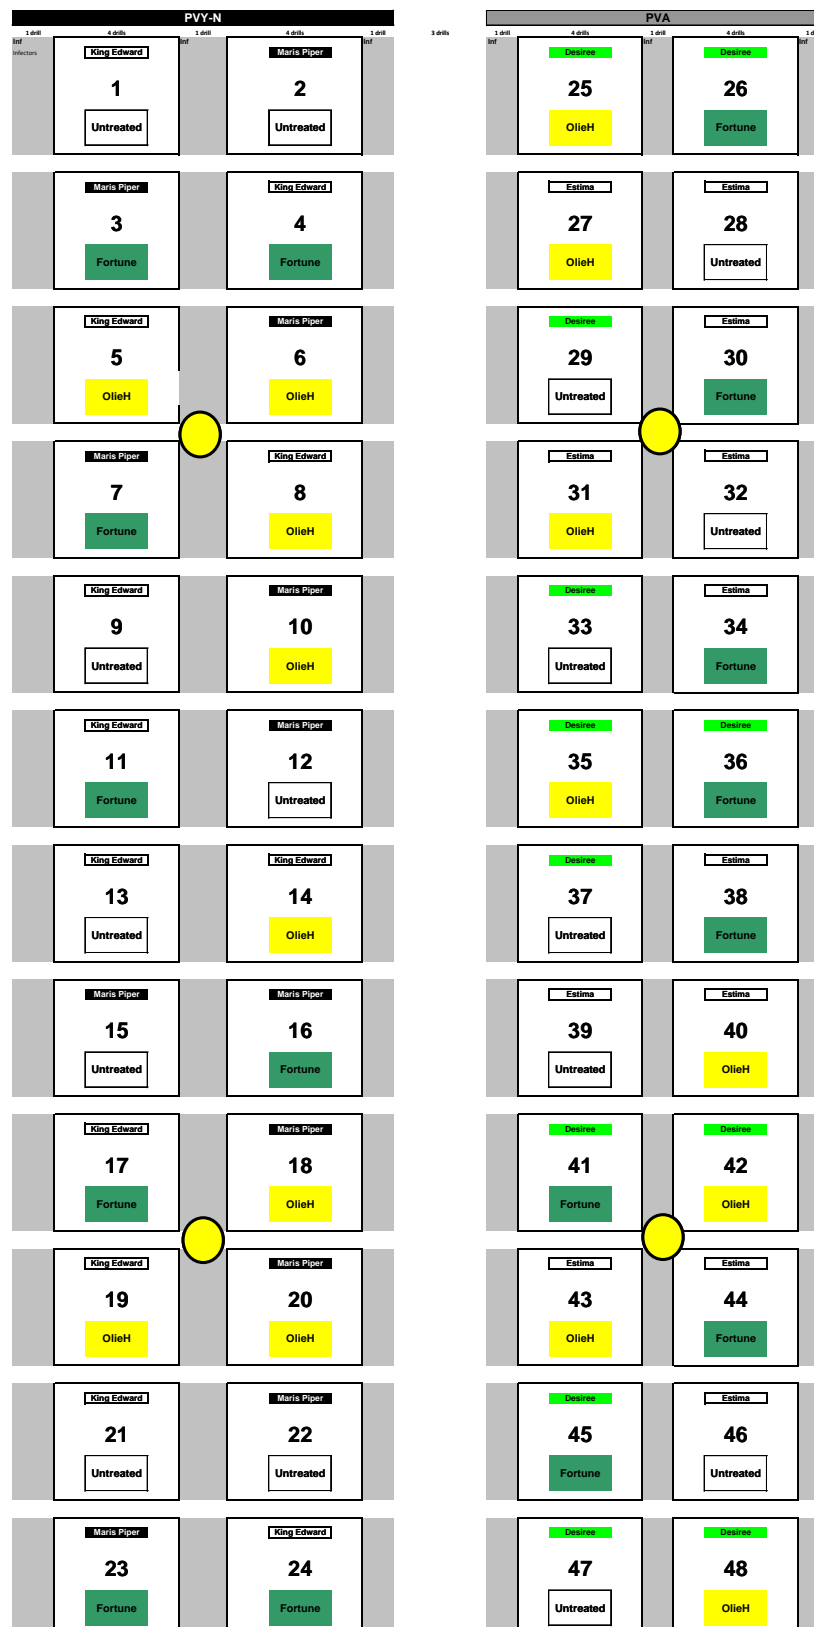 PVY-N PVA
1 drill 4 drills 1 drill 4 drills 1 drill 3 drills 1 drill 4 drills 1 drill 4 drills 1 d
Inf Inf Inf Inf Inf Inf
Infectors King Edward Maris Piper Desiree Desiree
1 2 25 26
Untreated Untreated OlieH Fortune
Maris Piper King Edward Estima Estima
3 4 27 28
Fortune Fortune OlieH Untreated
King Edward Maris Piper Desiree Estima
5 6 29 30
OlieH OlieH Untreated Fortune
Maris Piper King Edward Estima Estima
7 8 31 32
Fortune OlieH OlieH Untreated
King Edward Maris Piper Desiree Estima
9 10 33 34
Untreated OlieH Untreated Fortune
King Edward Maris Piper Desiree Desiree
11 12 35 36
Fortune Untreated OlieH Fortune
King Edward King Edward Desiree Estima
13 14 37 38
Untreated OlieH Untreated Fortune
Maris Piper Maris Piper Estima Estima
15 16 39 40
Untreated Fortune Untreated OlieH
King Edward Maris Piper Desiree Desiree
17 18 41 42
Fortune OlieH Fortune OlieH
King Edward Maris Piper Estima Estima
19 20 43 44
OlieH OlieH OlieH Fortune
King Edward Maris Piper Desiree Estima
21 22 45 46
Untreated Untreated Fortune Untreated
Maris Piper King Edward Desiree Desiree
23 24 47 48
Fortune Fortune Untreated OlieH